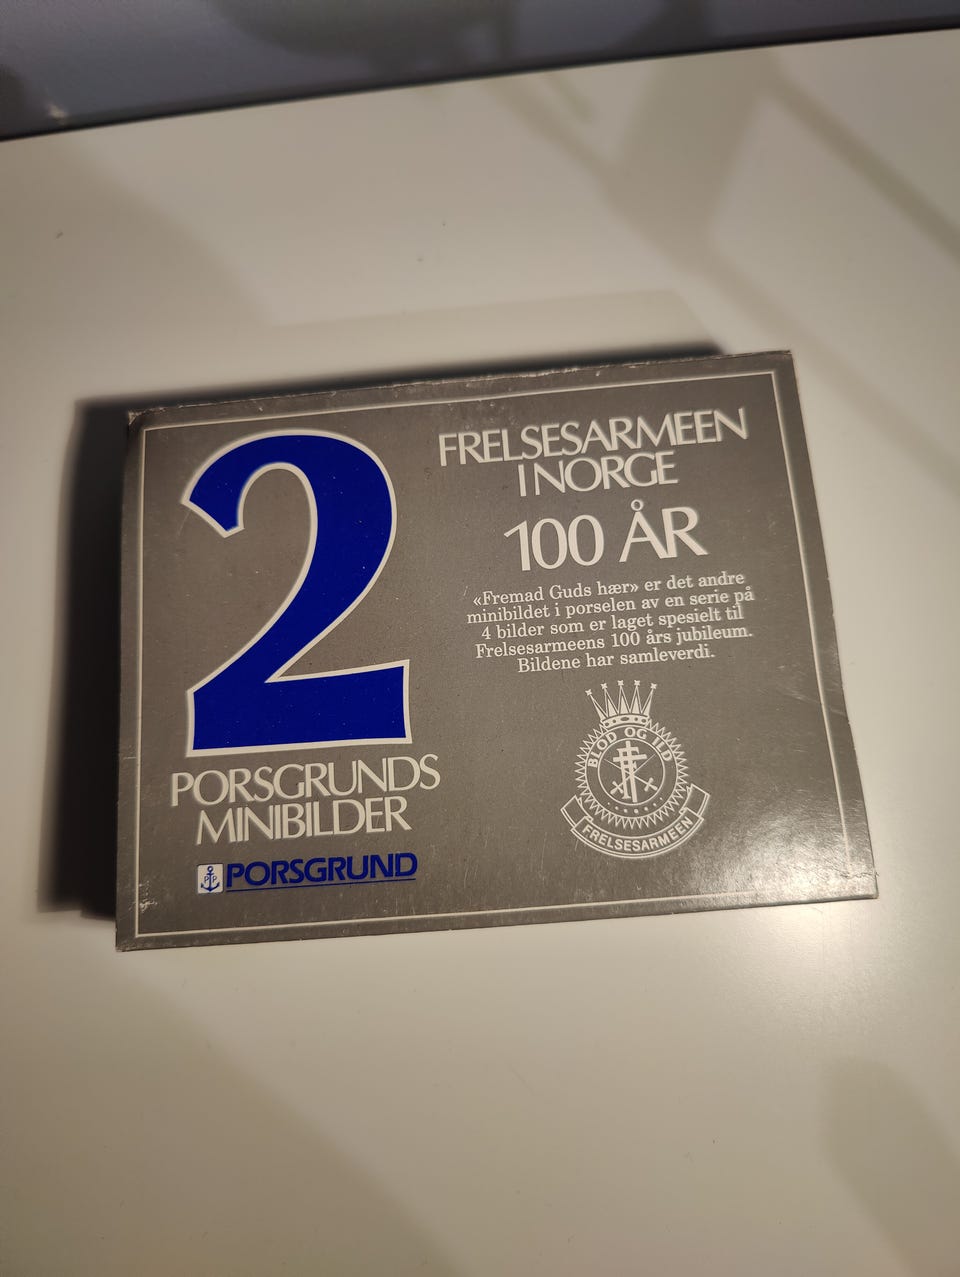 2
PORSGRUNDS
MINIBILDER
PP PORSGRUND
FRELSESARMEEN
I NORGE
100 ÅR
«Fremad Guds hær» er det andre
minibildet i porselen av en serie på
4 bilder som er laget spesielt til
Frelsesarmeens 100 års jubileum.
Bildene har samleverdi.
BLOD OG ILD
FRELSESARMEEN